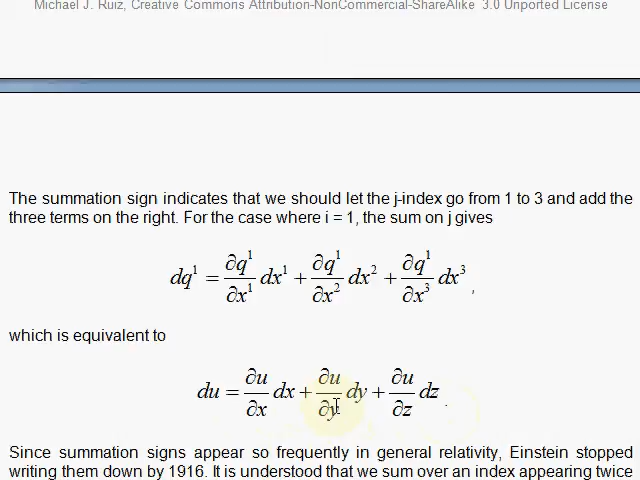 Michael J. Ruiz, Creative Commons Attribution-NonCommercial-ShareAlike 3.0 Unported License
The summation sign indicates that we should let the j-index go from 1 to 3 and add the
three terms on the right. For the case where i = 1, the sum on j gives
dq¹ = ∂q¹/∂x¹ dx¹ + ∂q¹/∂x² dx² + ∂q¹/∂x³ dx³ ,
which is equivalent to
du = ∂u/∂x dx + ∂u/∂y dy + ∂u/∂z dz .
Since summation signs appear so frequently in general relativity, Einstein stopped
writing them down by 1916. It is understood that we sum over an index appearing twice